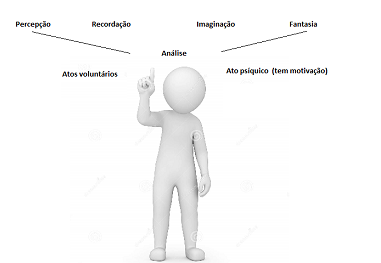 Percepção Recordação Imaginação Fantasia
Análise
Atos voluntários Ato psíquico (tem motivação)